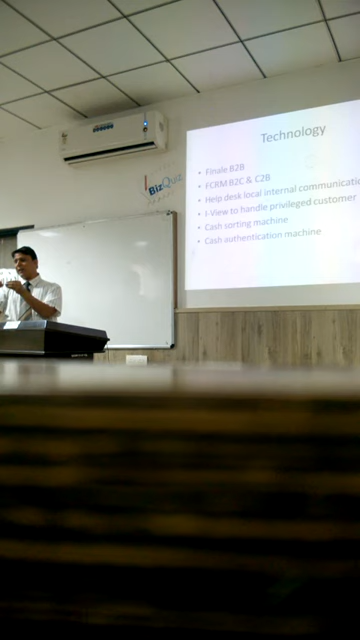 Technology
• Finale B2B
• FCRM B2C & C2B
• Help desk local internal communicatio
• I-View to handle privileged customer
• Cash sorting machine
• Cash authentication machine
BizQuiz